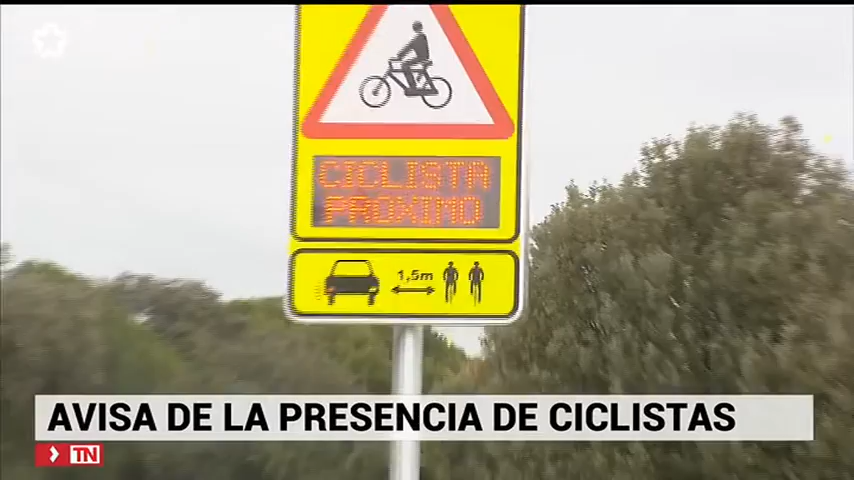 CICLISTA
PROXIMO
1,5m
AVISA DE LA PRESENCIA DE CICLISTAS
TN